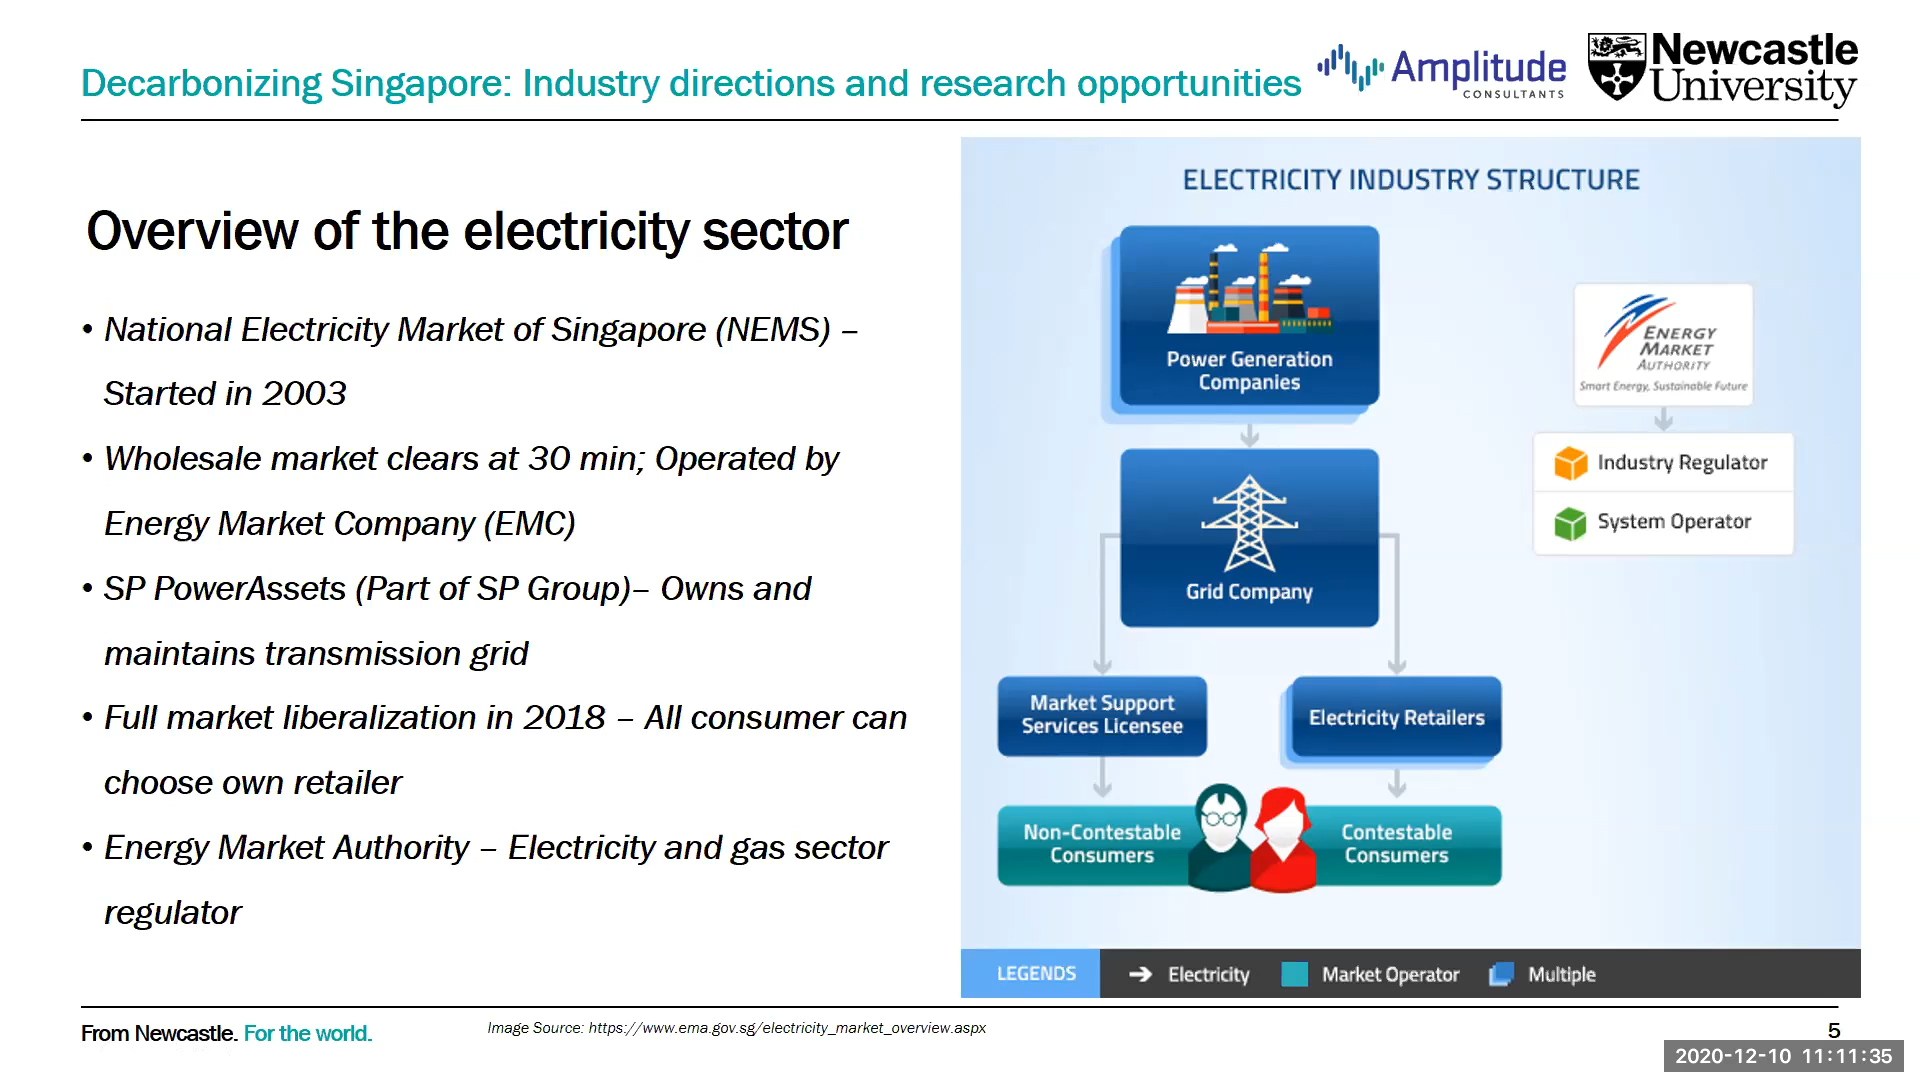 Decarbonizing Singapore: Industry directions and research opportunities
Amplitude
CONSULTANTS
Newcastle
University
Overview of the electricity sector
• National Electricity Market of Singapore (NEMS) –
Started in 2003
• Wholesale market clears at 30 min; Operated by
Energy Market Company (EMC)
• SP PowerAssets (Part of SP Group)– Owns and
maintains transmission grid
• Full market liberalization in 2018 – All consumer can
choose own retailer
• Energy Market Authority – Electricity and gas sector
regulator
ELECTRICITY INDUSTRY STRUCTURE
Power Generation
Companies
Grid Company
Market Support
Services Licensee
Electricity Retailers
Non-Contestable
Consumers
Contestable
Consumers
ENERGY
MARKET
AUTHORITY
Smart Energy, Sustainable Future
Industry Regulator
System Operator
LEGENDS
Electricity
Market Operator
Multiple
From Newcastle. For the world.
Image Source: https://www.ema.gov.sg/electricity_market_overview.aspx
5
2020-12-10 11:11:35